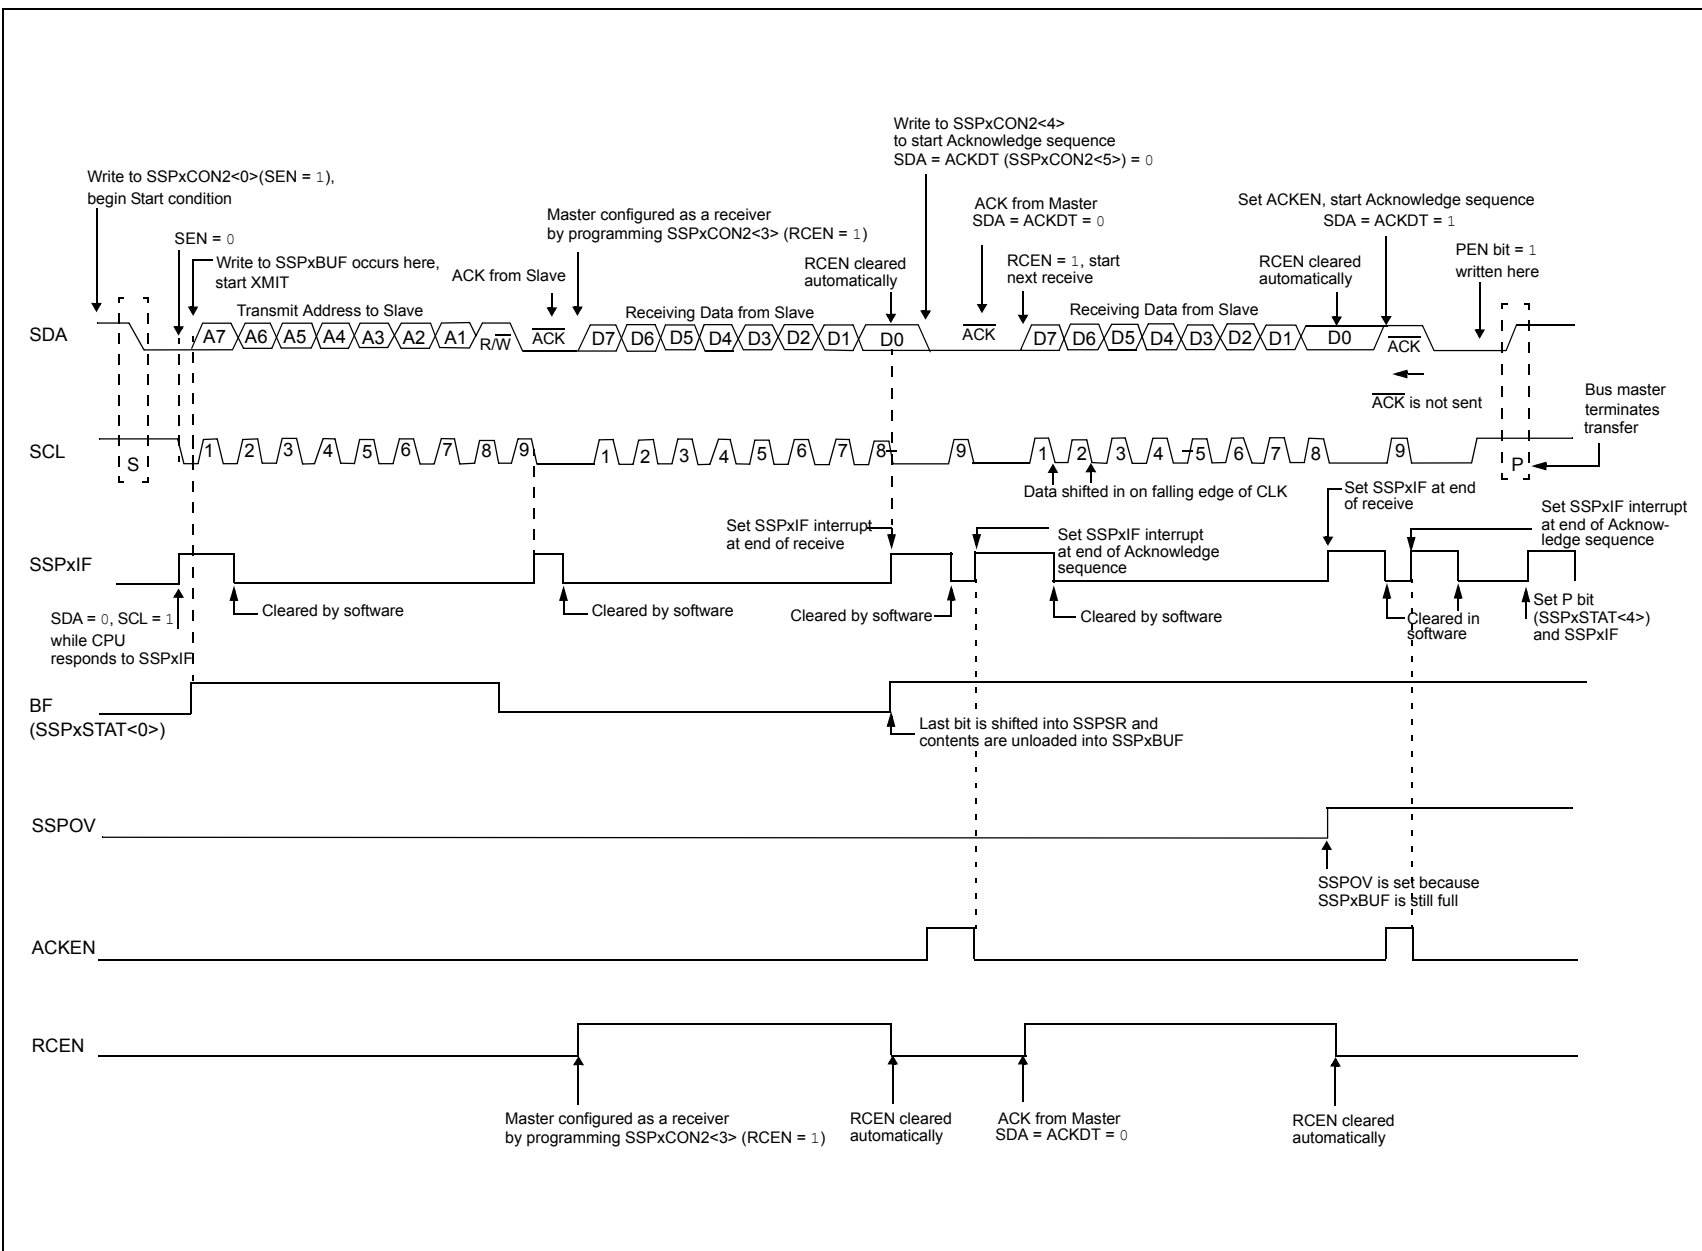 Write to SSPxCON2<4>
to start Acknowledge sequence
SDA = ACKDT (SSPxCON2<5>) = 0
Write to SSPxCON2<0>(SEN = 1),
begin Start condition
SEN = 0
Write to SSPxBUF occurs here,
start XMIT
ACK from Slave
Master configured as a receiver
by programming SSPxCON2<3> (RCEN = 1)
RCEN cleared
automatically
ACK from Master
SDA = ACKDT = 0
RCEN = 1, start
next receive
Set ACKEN, start Acknowledge sequence
SDA = ACKDT = 1
RCEN cleared
automatically
PEN bit = 1
written here
Transmit Address to Slave
Receiving Data from Slave
Receiving Data from Slave
SDA
A7 A6 A5 A4 A3 A2 A1 R/W ACK D7 D6 D5 D4 D3 D2 D1 D0 ACK D7 D6 D5 D4 D3 D2 D1 D0 ACK
ACK is not sent
Bus master
terminates
transfer
SCL
S 1 2 3 4 5 6 7 8 9 1 2 3 4 5 6 7 8 9 1 2 3 4 5 6 7 8 9 P
Data shifted in on falling edge of CLK
Set SSPxIF at end
of receive
Set SSPxIF interrupt
at end of receive
Set SSPxIF interrupt
at end of Acknowledge
sequence
Set SSPxIF interrupt
at end of Acknow-
ledge sequence
SSPxIF
Cleared by software
Cleared by software
Cleared by software
Cleared by software
Cleared in
software
Set P bit
(SSPxSTAT<4>)
and SSPxIF
SDA = 0, SCL = 1
while CPU
responds to SSPxIF
BF
(SSPxSTAT<0>)
Last bit is shifted into SSPSR and
contents are unloaded into SSPxBUF
SSPOV
SSPOV is set because
SSPxBUF is still full
ACKEN
RCEN
Master configured as a receiver
by programming SSPxCON2<3> (RCEN = 1)
RCEN cleared
automatically
ACK from Master
SDA = ACKDT = 0
RCEN cleared
automatically